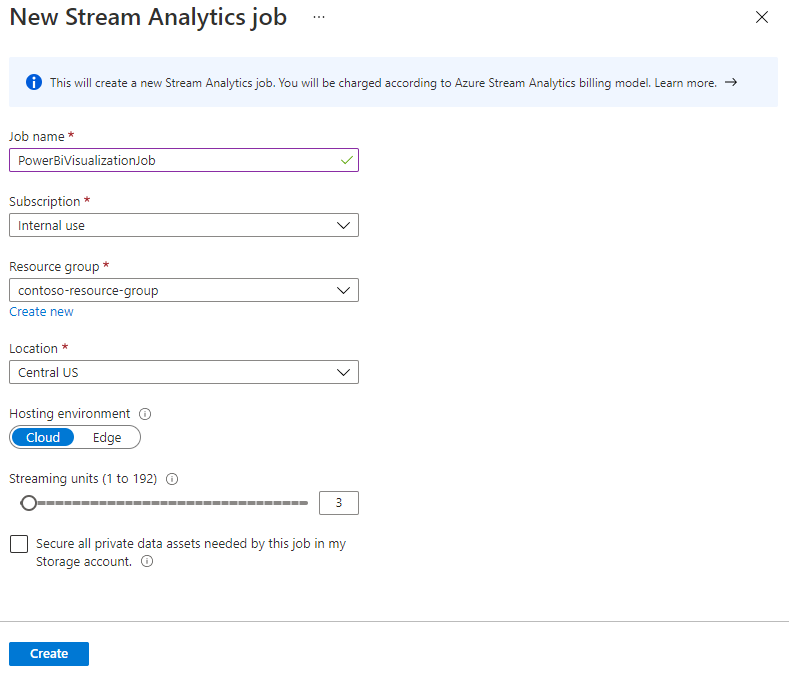 New Stream Analytics job ...
This will create a new Stream Analytics job. You will be charged according to Azure Stream Analytics billing model. Learn more. →
Job name *
PowerBiVisualizationJob
Subscription *
Internal use
Resource group *
contoso-resource-group
Create new
Location *
Central US
Hosting environment
Cloud Edge
Streaming units (1 to 192)
3
Secure all private data assets needed by this job in my
Storage account.
Create